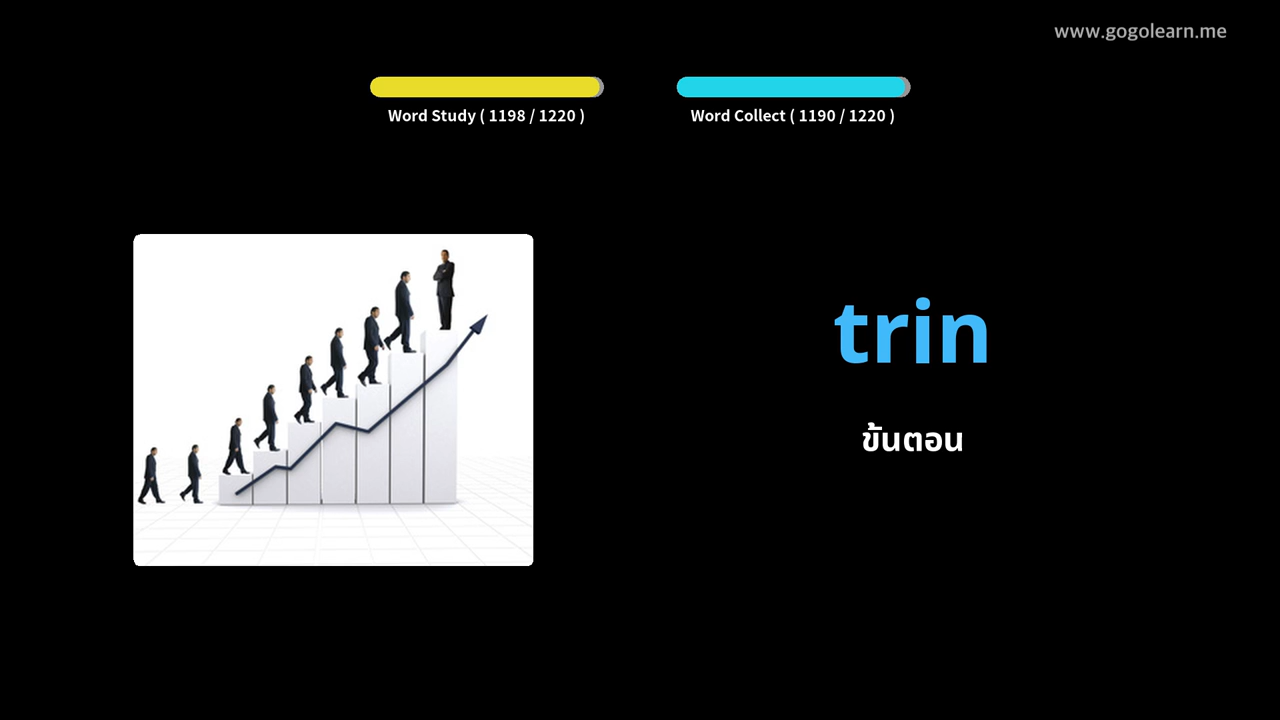 www.gogolearn.me
Word Study ( 1198 / 1220 )
Word Collect ( 1190 / 1220 )
trin
ขั้นตอน